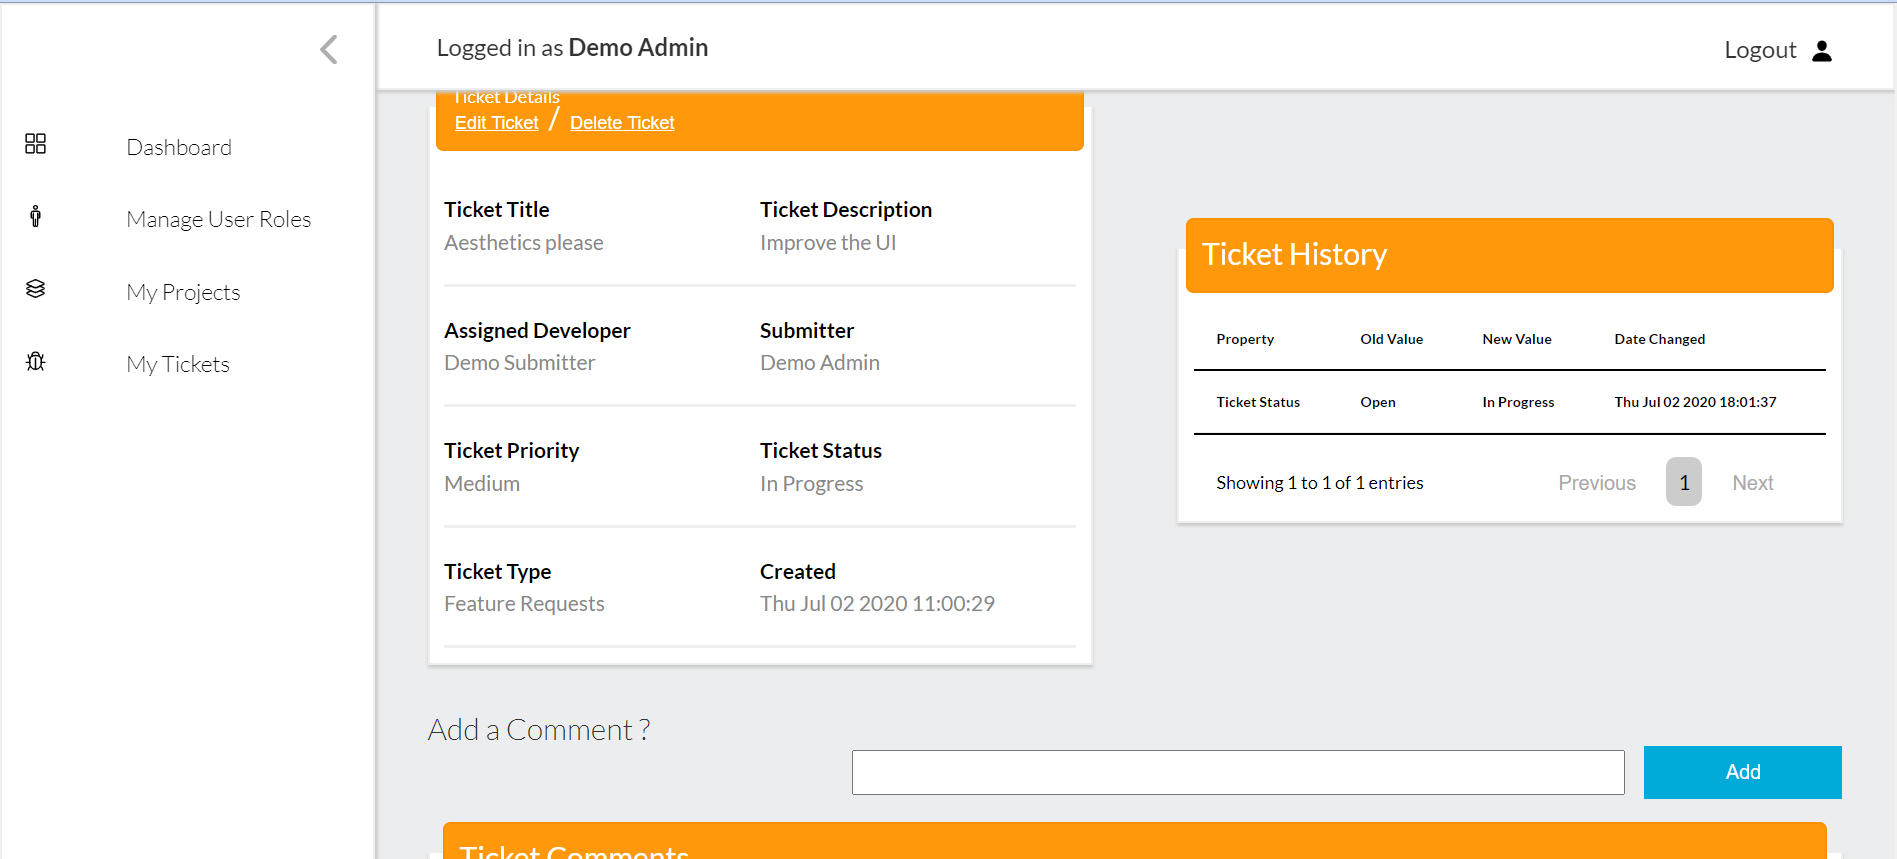 Logged in as Demo Admin
Logout
Dashboard
Manage User Roles
My Projects
My Tickets
Ticket Details
Edit Ticket / Delete Ticket
Ticket Title Ticket Description
Aesthetics please Improve the UI
Assigned Developer Submitter
Demo Submitter Demo Admin
Ticket Priority Ticket Status
Medium In Progress
Ticket Type Created
Feature Requests Thu Jul 02 2020 11:00:29
Ticket History
Property Old Value New Value Date Changed
Ticket Status Open In Progress Thu Jul 02 2020 18:01:37
Showing 1 to 1 of 1 entries Previous 1 Next
Add a Comment ?
Add
Ticket Comments